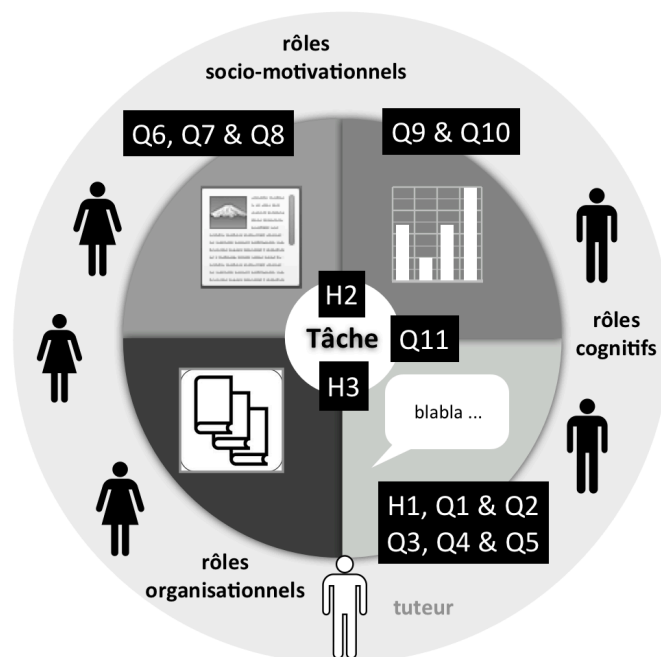 rôles
socio-motivationnels
Q6, Q7 & Q8
Q9 & Q10
H2
Tâche
Q11
H3
rôles
cognitifs
blabla ...
H1, Q1 & Q2
Q3, Q4 & Q5
rôles
organisationnels
tuteur